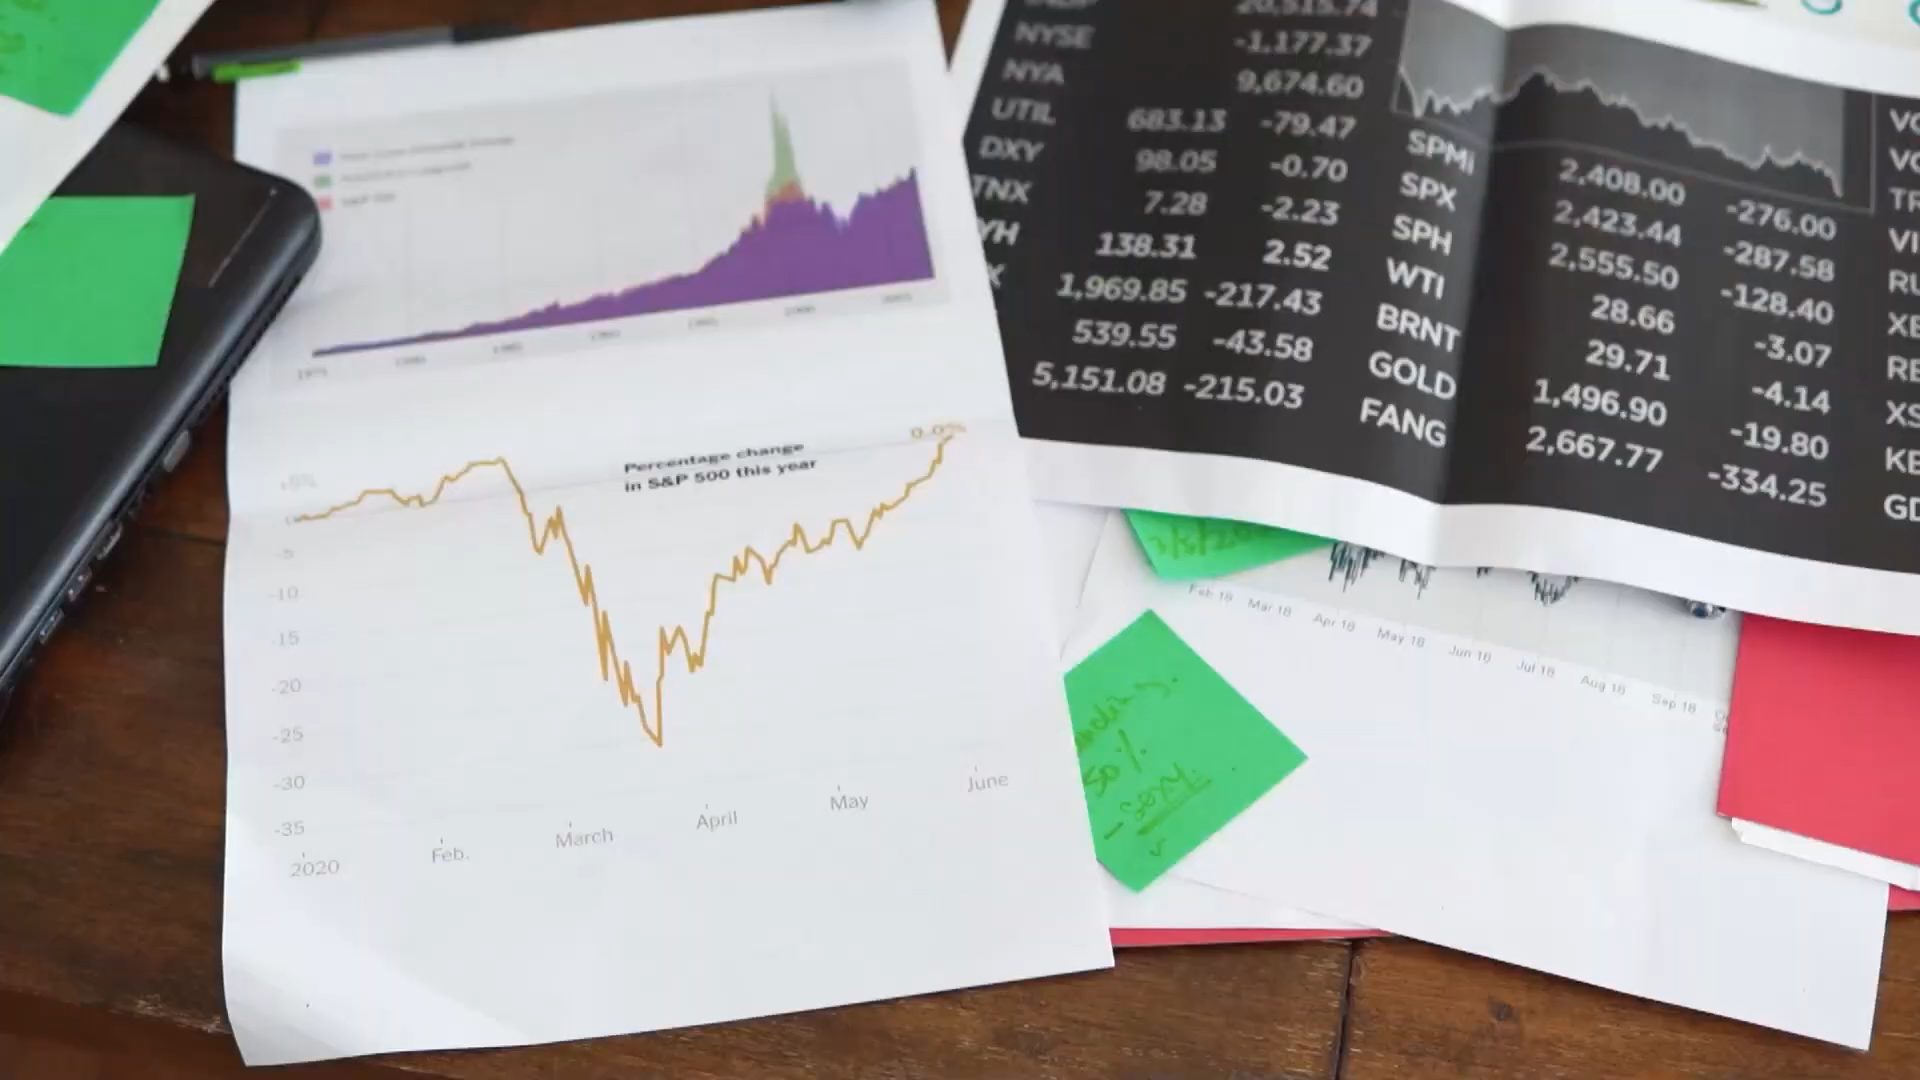 Percentage change
in S&P 500 this year
0.0%
+5%
0
-5
-10
-15
-20
-25
-30
-35
2020 Feb. March April May June
20,515.74
NYSE -1,177.37
NYA 9,674.60
UTIL 683.13 -79.47
DXY 98.05 -0.70
TNX 7.28 -2.23
138.31 2.52
1,969.85 -217.43
539.55 -43.58
5,151.08 -215.03
SPMi 2,408.00 -276.00
SPX 2,423.44 -287.58
SPH 2,555.50 -128.40
WTI 28.66 -3.07
BRNT 29.71 -4.14
GOLD 1,496.90 -19.80
FANG 2,667.77 -334.25
Feb 18 Mar 18 Apr 18 May 18 Jun 18 Jul 18 Aug 18 Sep 18
50%